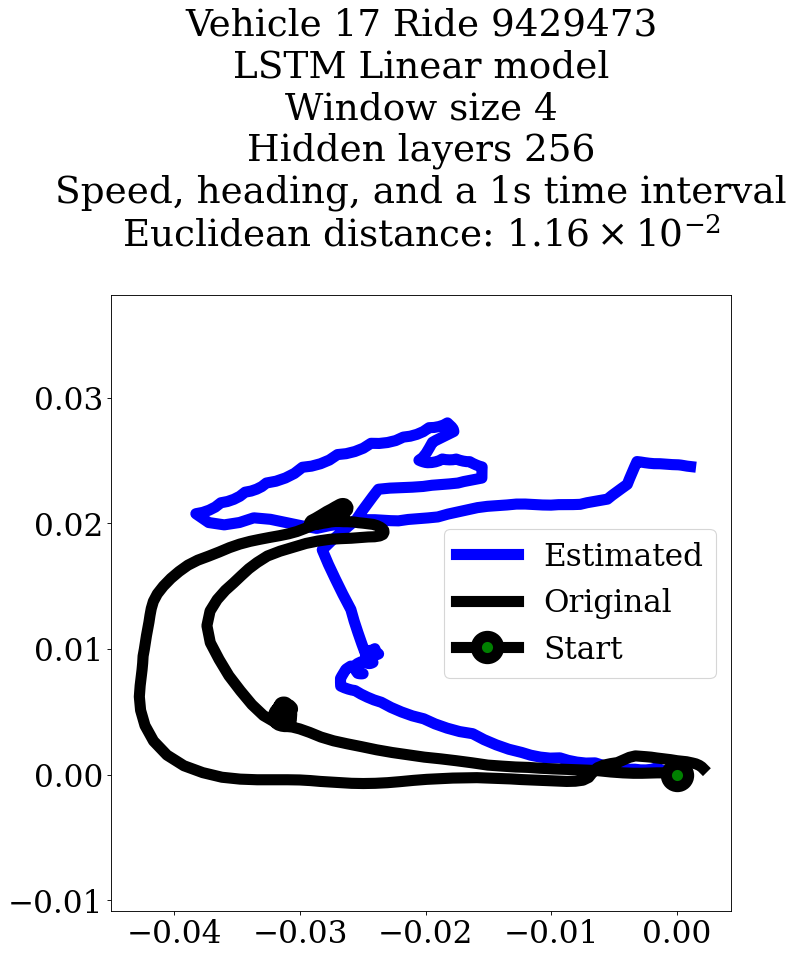 Vehicle 17 Ride 9429473
LSTM Linear model
Window size 4
Hidden layers 256
Speed, heading, and a 1s time interval
Euclidean distance: 1.16 × 10⁻²
0.03
0.02
Estimated
Original
Start
0.01
0.00
−0.01
−0.04 −0.03 −0.02 −0.01 0.00